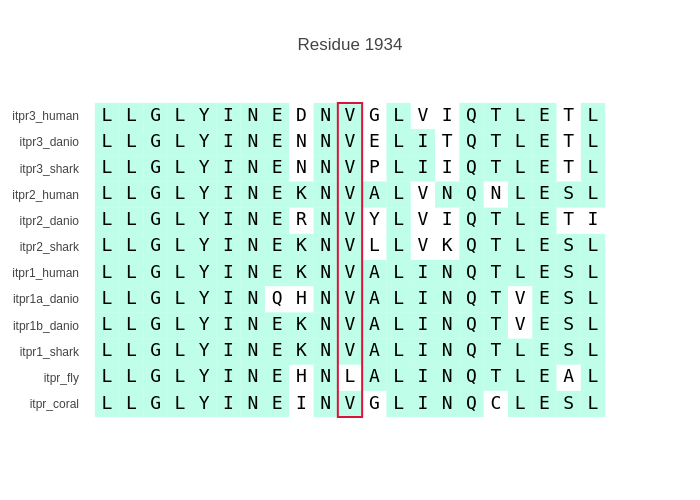 Residue 1934
itpr3_human L L G L Y I N E D N V G L V I Q T L E T L
itpr3_danio L L G L Y I N E N N V E L I T Q T L E T L
itpr3_shark L L G L Y I N E N N V P L I I Q T L E T L
itpr2_human L L G L Y I N E K N V A L V N Q N L E S L
itpr2_danio L L G L Y I N E R N V Y L V I Q T L E T I
itpr2_shark L L G L Y I N E K N V L L V K Q T L E S L
itpr1_human L L G L Y I N E K N V A L I N Q T L E S L
itpr1a_danio L L G L Y I N Q H N V A L I N Q T V E S L
itpr1b_danio L L G L Y I N E K N V A L I N Q T V E S L
itpr1_shark L L G L Y I N E K N V A L I N Q T L E S L
itpr_fly L L G L Y I N E H N L A L I N Q T L E A L
itpr_coral L L G L Y I N E I N V G L I N Q C L E S L